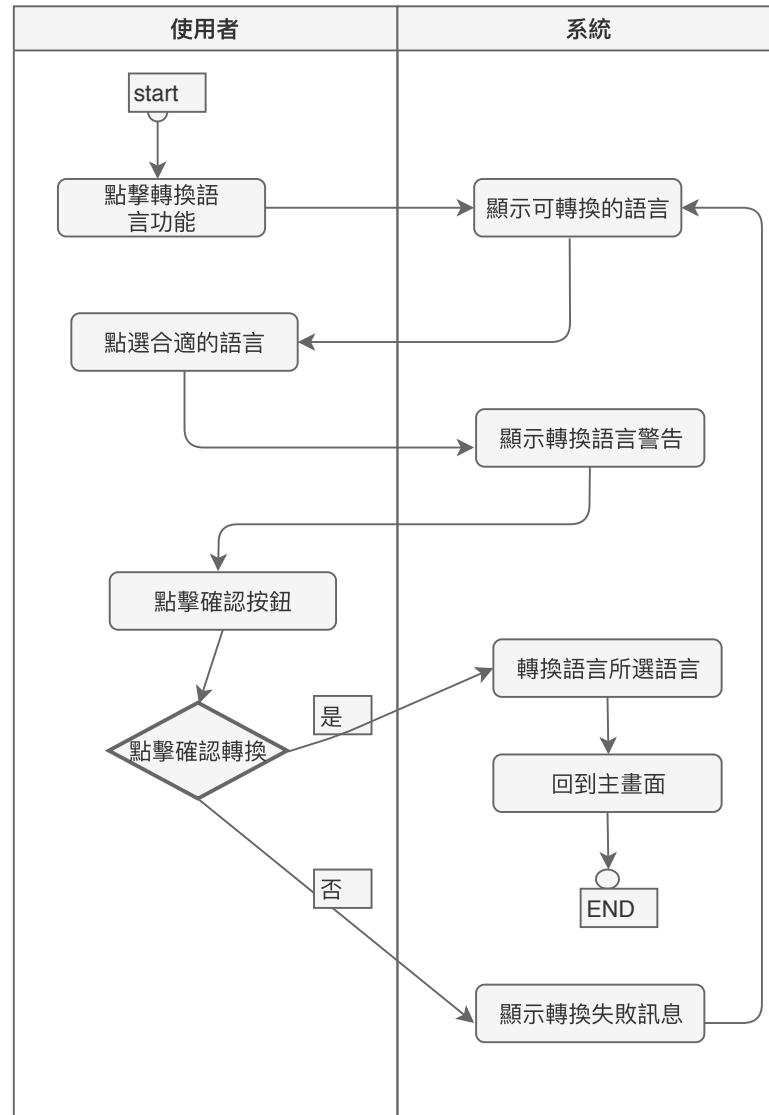 使用者
系統
start
點擊轉換語
言功能
顯示可轉換的語言
點選合適的語言
顯示轉換語言警告
點擊確認按鈕
轉換語言所選語言
是
點擊確認轉換
回到主畫面
否
END
顯示轉換失敗訊息